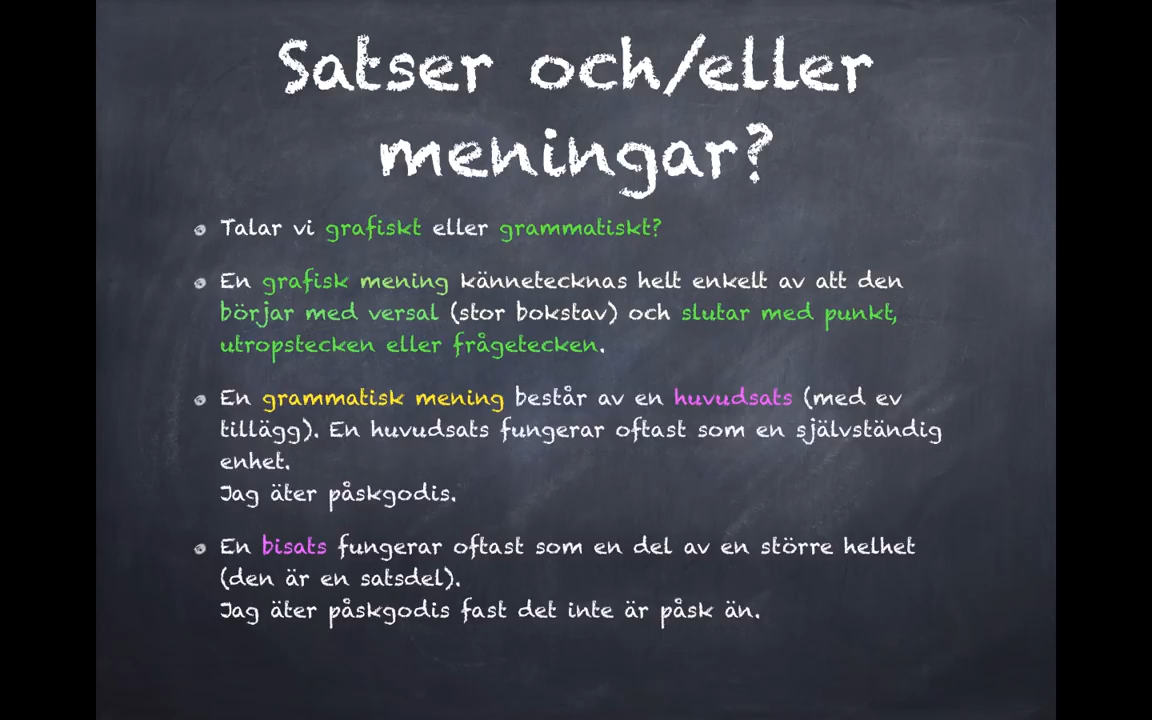 Satser och/eller
meningar?
Talar vi grafiskt eller grammatiskt?
En grafisk mening kännetecknas helt enkelt av att den
börjar med versal (stor bokstav) och slutar med punkt,
utropstecken eller frågetecken.
En grammatisk mening består av en huvudsats (med ev
tillägg). En huvudsats fungerar oftast som en självständig
enhet.
Jag äter påskgodis.
En bisats fungerar oftast som en del av en större helhet
(den är en satsdel).
Jag äter påskgodis fast det inte är påsk än.